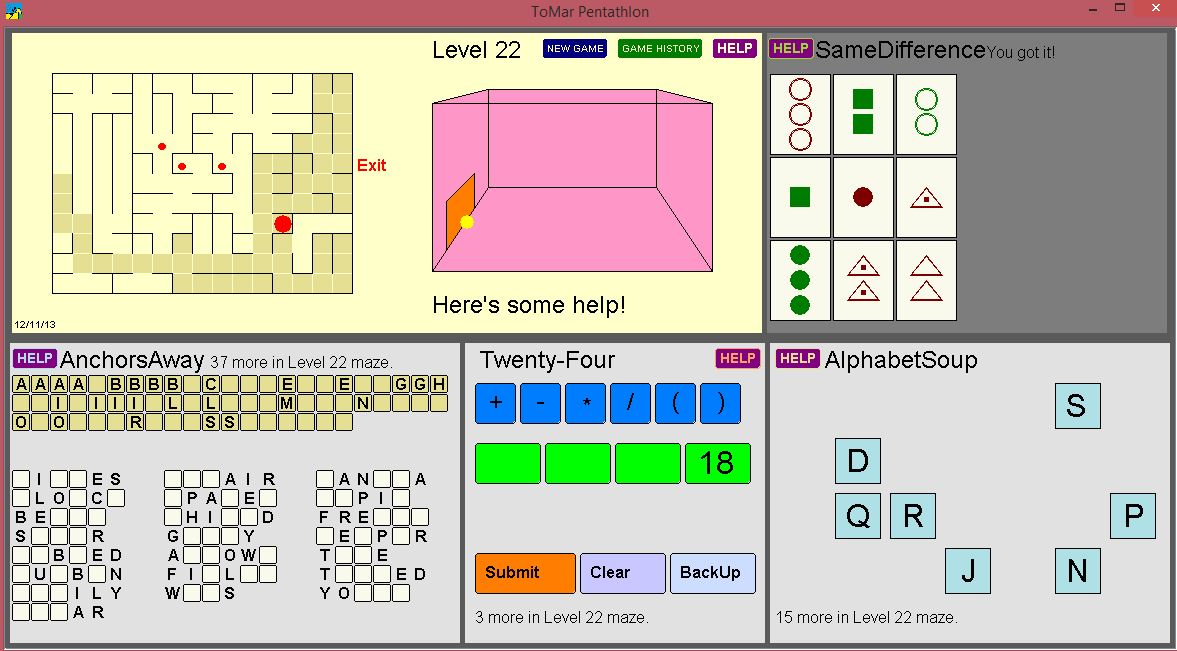 ToMar Pentathlon
Level 22 NEW GAME GAME HISTORY HELP
Exit
Here's some help!
12/11/13
HELP SameDifference You got it!
HELP AnchorsAway 37 more in Level 22 maze.
A A A A B B B B C E E G G H
I I I I L L M N
O O R S S
I E S A I R A N A
L O C P A E P I
B E H I D F R E
S R G Y E P R
B E D A O W T E
U B N F I L T E D
I L Y W S Y O
A R
Twenty-Four HELP
+ - * / ( )
18
Submit Clear BackUp
3 more in Level 22 maze.
HELP AlphabetSoup
S
D
Q R P
J N
15 more in Level 22 maze.